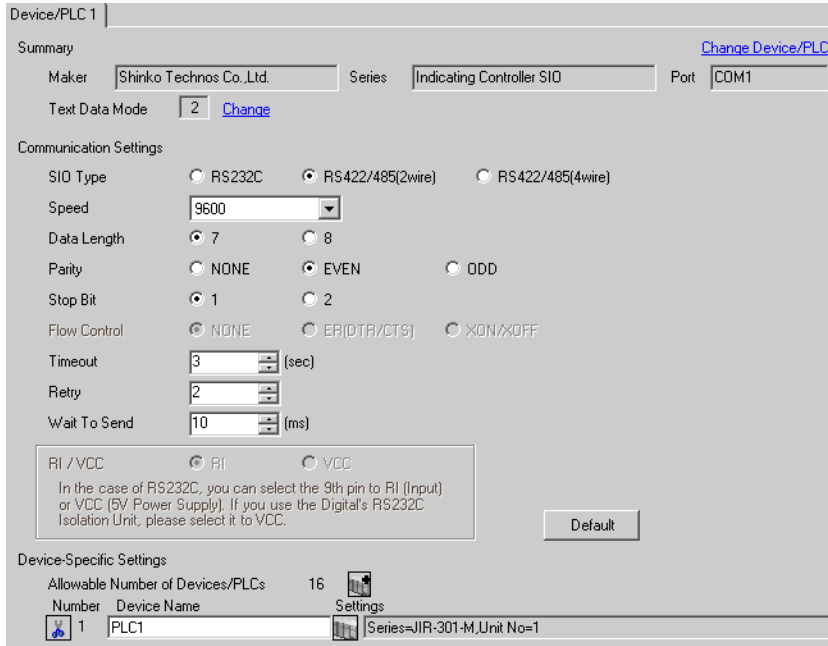 Device/PLC 1
Summary Change Device/PLC
Maker Shinko Technos Co.,Ltd. Series Indicating Controller SIO Port COM1
Text Data Mode 2 Change
Communication Settings
SIO Type RS232C RS422/485(2wire) RS422/485(4wire)
Speed 9600
Data Length 7 8
Parity NONE EVEN ODD
Stop Bit 1 2
Flow Control NONE ER(DTR/CTS) XON/XOFF
Timeout 3 (sec)
Retry 2
Wait To Send 10 (ms)
RI / VCC RI VCC
In the case of RS232C, you can select the 9th pin to RI (Input)
or VCC (5V Power Supply). If you use the Digital's RS232C
Isolation Unit, please select it to VCC.
Default
Device-Specific Settings
Allowable Number of Devices/PLCs 16
Number Device Name Settings
1 PLC1 Series=JIR-301-M,Unit No=1